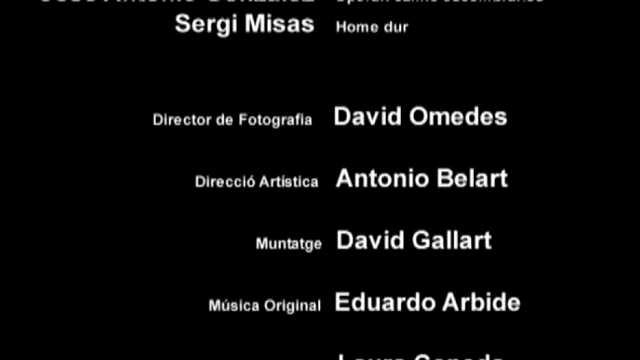 Sergi Misas Home dur
Director de Fotografia David Omedes
Direcció Artística Antonio Belart
Muntatge David Gallart
Música Original Eduardo Arbide